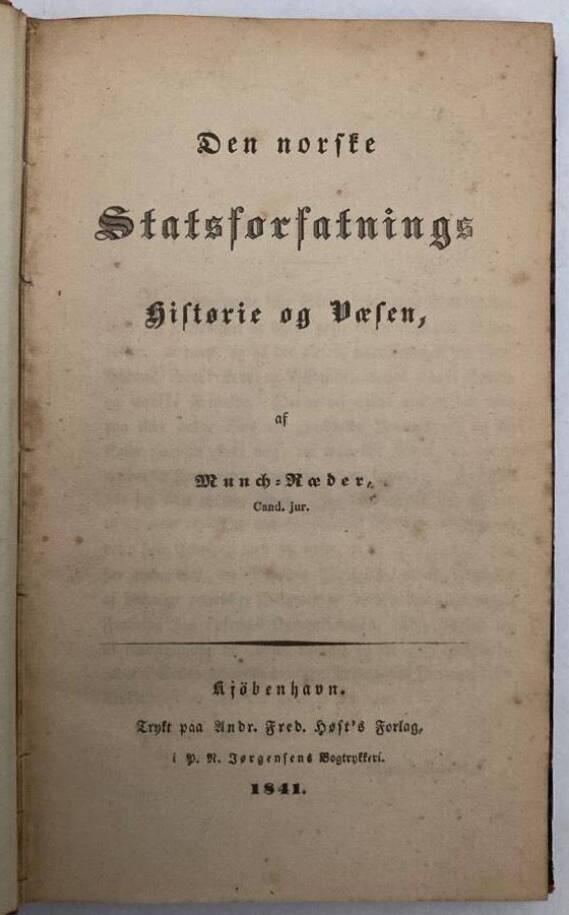 Den norske
Statsforfatnings
Historie og Væsen,
af
Munch-Ræder,
Cand. jur.
Kjöbenhavn.
Trykt paa Andr. Fred. Høst's Forlag,
i P. N. Jørgensens Bogtrykkeri.
1841.